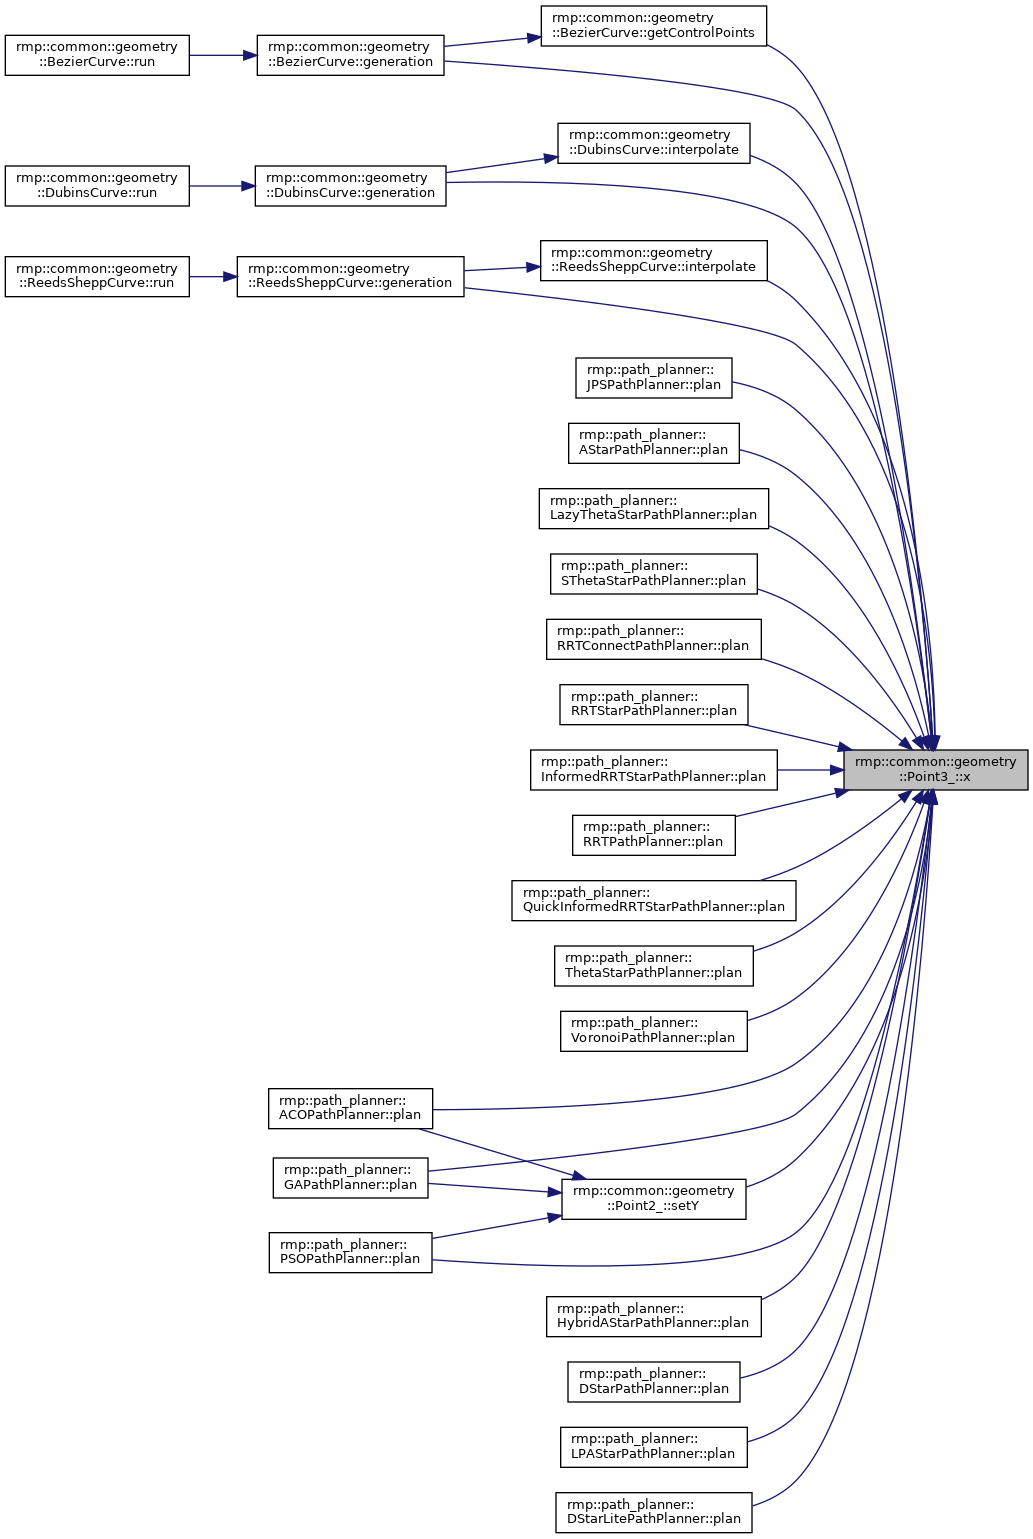 rmp::common::geometry
::BezierCurve::getControlPoints
rmp::common::geometry
::BezierCurve::run
rmp::common::geometry
::BezierCurve::generation
rmp::common::geometry
::DubinsCurve::interpolate
rmp::common::geometry
::DubinsCurve::run
rmp::common::geometry
::DubinsCurve::generation
rmp::common::geometry
::ReedsSheppCurve::interpolate
rmp::common::geometry
::ReedsSheppCurve::run
rmp::common::geometry
::ReedsSheppCurve::generation
rmp::path_planner::
JPSPathPlanner::plan
rmp::path_planner::
AStarPathPlanner::plan
rmp::path_planner::
LazyThetaStarPathPlanner::plan
rmp::path_planner::
SThetaStarPathPlanner::plan
rmp::path_planner::
RRTConnectPathPlanner::plan
rmp::path_planner::
RRTStarPathPlanner::plan
rmp::path_planner::
InformedRRTStarPathPlanner::plan
rmp::common::geometry
::Point3_::x
rmp::path_planner::
RRTPathPlanner::plan
rmp::path_planner::
QuickInformedRRTStarPathPlanner::plan
rmp::path_planner::
ThetaStarPathPlanner::plan
rmp::path_planner::
VoronoiPathPlanner::plan
rmp::path_planner::
ACOPathPlanner::plan
rmp::path_planner::
GAPathPlanner::plan
rmp::common::geometry
::Point2_::setY
rmp::path_planner::
PSOPathPlanner::plan
rmp::path_planner::
HybridAStarPathPlanner::plan
rmp::path_planner::
DStarPathPlanner::plan
rmp::path_planner::
LPAStarPathPlanner::plan
rmp::path_planner::
DStarLitePathPlanner::plan